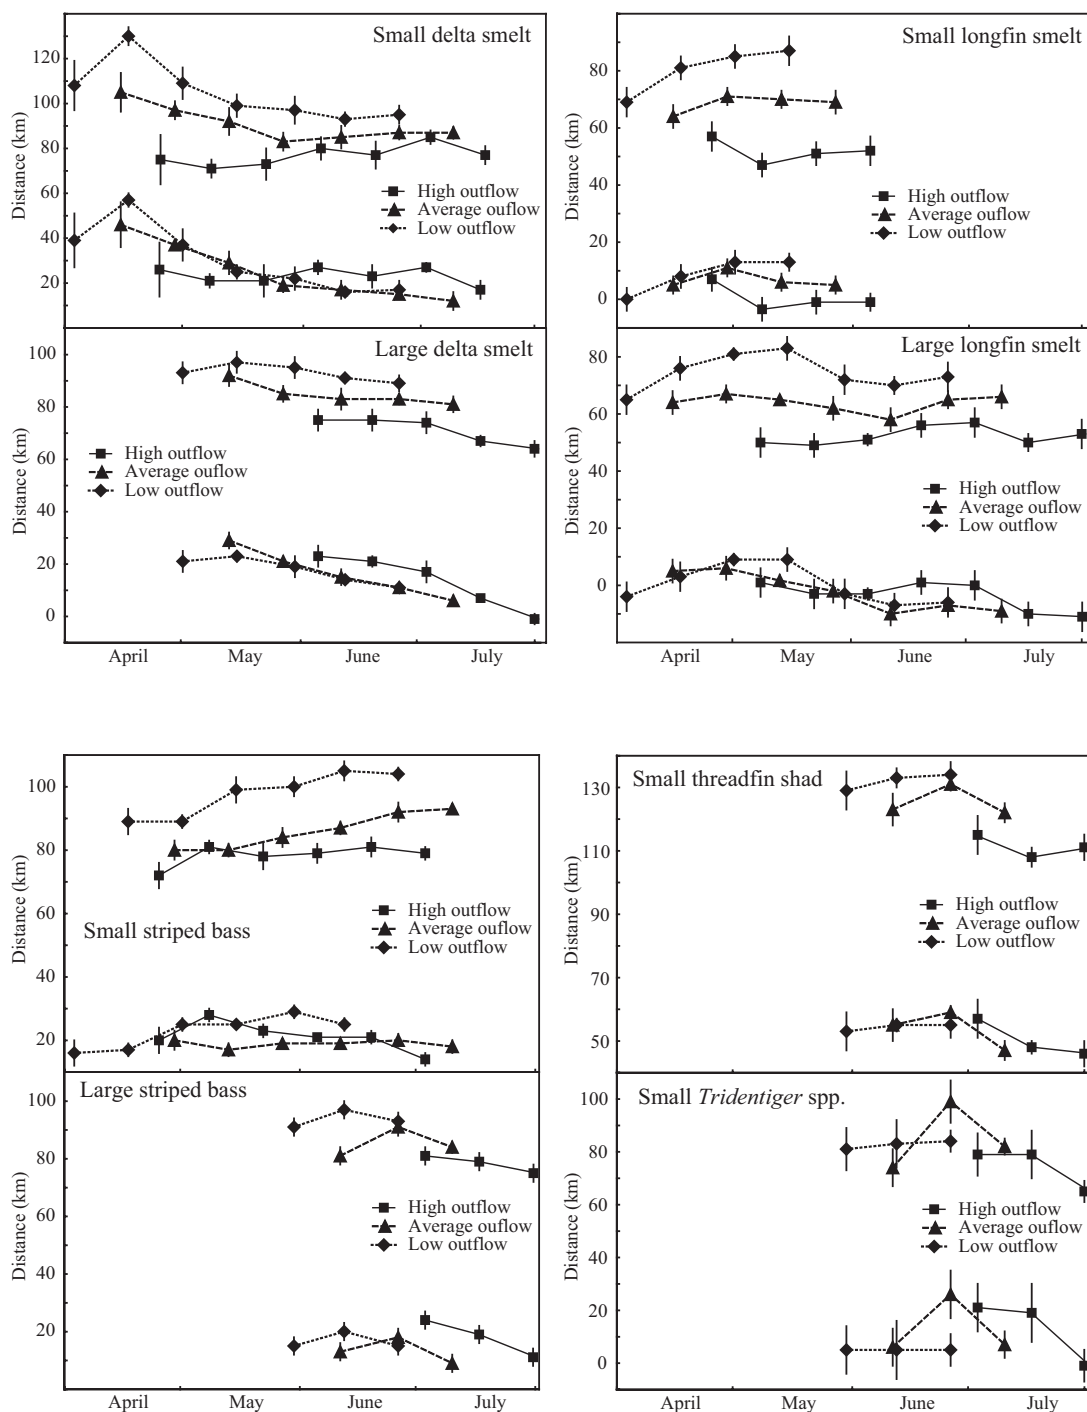 Small delta smelt
Distance (km)
120
100
80
60
40
20
High outflow
Average ouflow
Low outflow
Large delta smelt
Distance (km)
100
80
60
40
20
0
High outflow
Average ouflow
Low outflow
April May June July
Small longfin smelt
Distance (km)
80
60
40
20
0
High outflow
Average ouflow
Low outflow
Large longfin smelt
Distance (km)
80
60
40
20
0
High outflow
Average ouflow
Low outflow
April May June July
Small striped bass
Distance (km)
100
80
60
40
20
High outflow
Average ouflow
Low outflow
Large striped bass
Distance (km)
100
80
60
40
20
High outflow
Average ouflow
Low outflow
April May June July
Small threadfin shad
Distance (km)
130
110
90
70
50
High outflow
Average ouflow
Low outflow
Small Tridentiger spp.
Distance (km)
100
80
60
40
20
0
High outflow
Average ouflow
Low outflow
April May June July